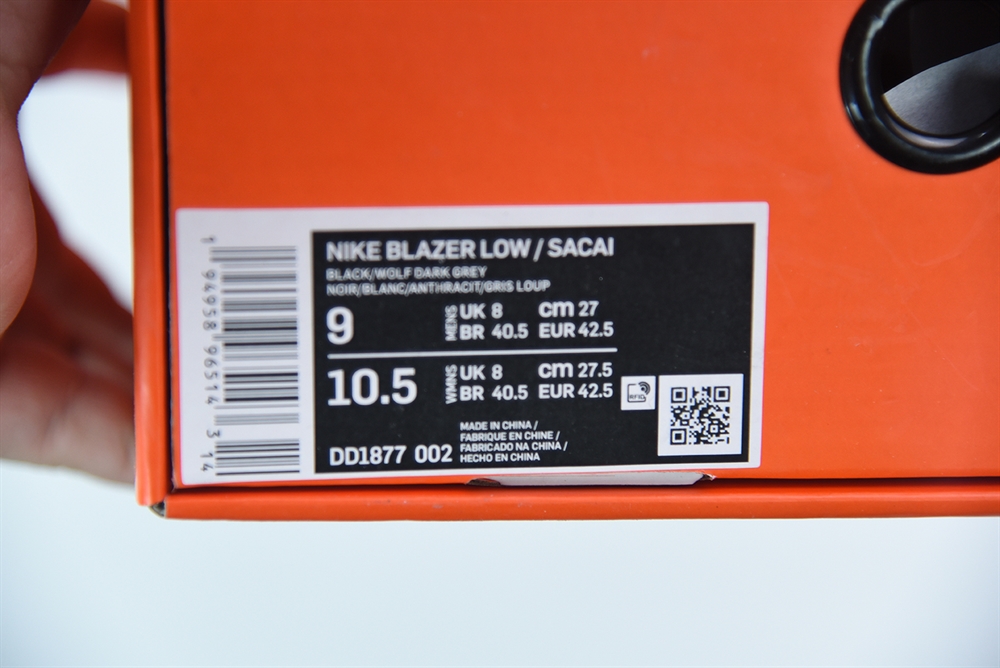 NIKE BLAZER LOW / SACAI
BLACK/WOLF DARK GREY
NOIR/BLANC/ANTHRACIT/GRIS LOUP
9 MENS UK 8 cm 27
BR 40.5 EUR 42.5
10.5 WMNS UK 8 cm 27.5
BR 40.5 EUR 42.5
RFID
MADE IN CHINA /
FABRIQUE EN CHINE /
FABRICADO NA CHINA /
HECHO EN CHINA
DD1877 002
1 94958 96514 314